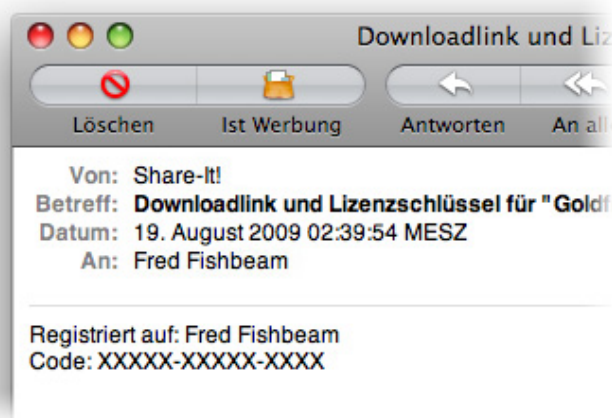 Downloadlink und Liz
Löschen
Ist Werbung
Antworten
An all
Von: Share-It!
Betreff: Downloadlink und Lizenzschlüssel für "Goldf
Datum: 19. August 2009 02:39:54 MESZ
An: Fred Fishbeam
Registriert auf: Fred Fishbeam
Code: XXXXX-XXXXX-XXXX